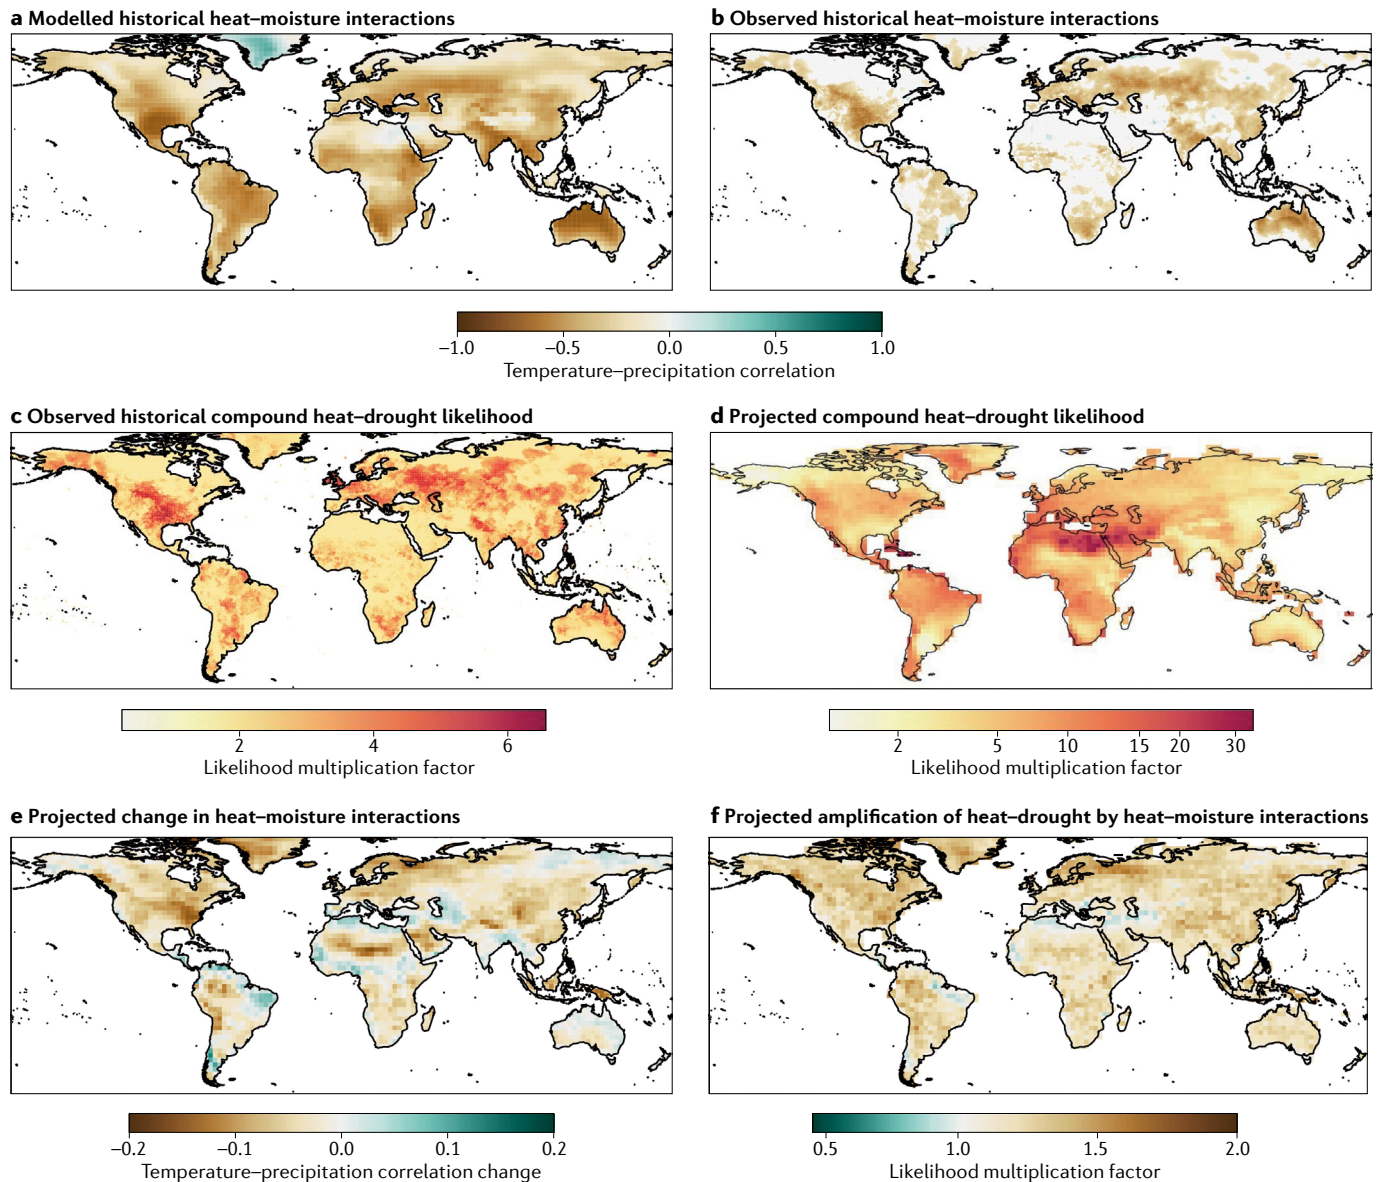 a Modelled historical heat–moisture interactions
b Observed historical heat–moisture interactions
−1.0 −0.5 0.0 0.5 1.0
Temperature–precipitation correlation
c Observed historical compound heat–drought likelihood
d Projected compound heat–drought likelihood
2 4 6
Likelihood multiplication factor
2 5 10 15 20 30
Likelihood multiplication factor
e Projected change in heat–moisture interactions
f Projected amplification of heat–drought by heat–moisture interactions
−0.2 −0.1 0.0 0.1 0.2
Temperature–precipitation correlation change
0.5 1.0 1.5 2.0
Likelihood multiplication factor